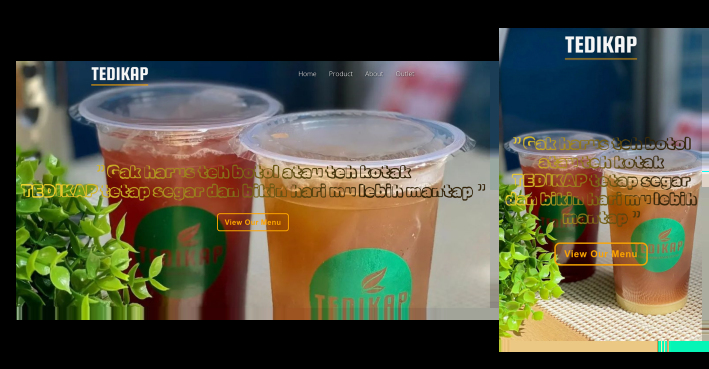 TEDIKAP
Home Product About Outlet
" Gak harus teh botol atau teh kotak
TEDIKAP tetap segar dan bikin hari mu lebih mantap "
View Our Menu
TEDIKAP
TEDIKAP
TEDIKAP
"Gak harus teh botol
atau teh kotak
TEDIKAP tetap segar
dan bikin hari mu lebih
mantap "
View Our Menu
TEDIKAP